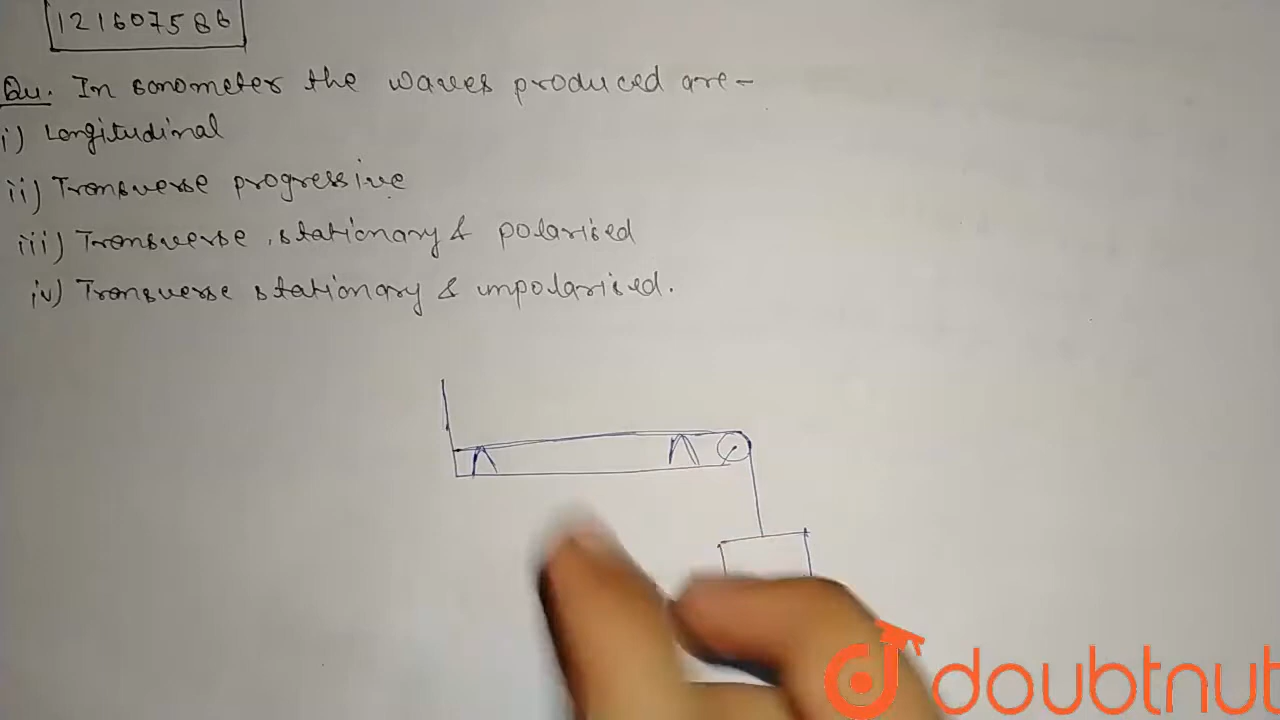 121607586
Qu. In sonometer the waves produced are-
i) Longitudinal
ii) Transverse progressive
iii) Transverse, stationary & polarised
iv) Transverse stationary & unpolarised.
doubtnut